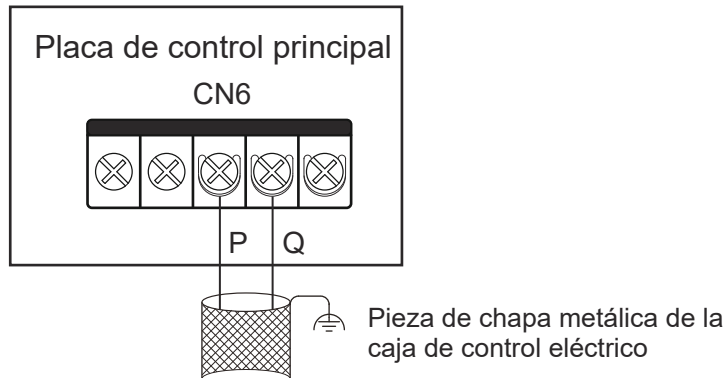 Placa de control principal
CN6
P Q
Pieza de chapa metálica de la
caja de control eléctrico